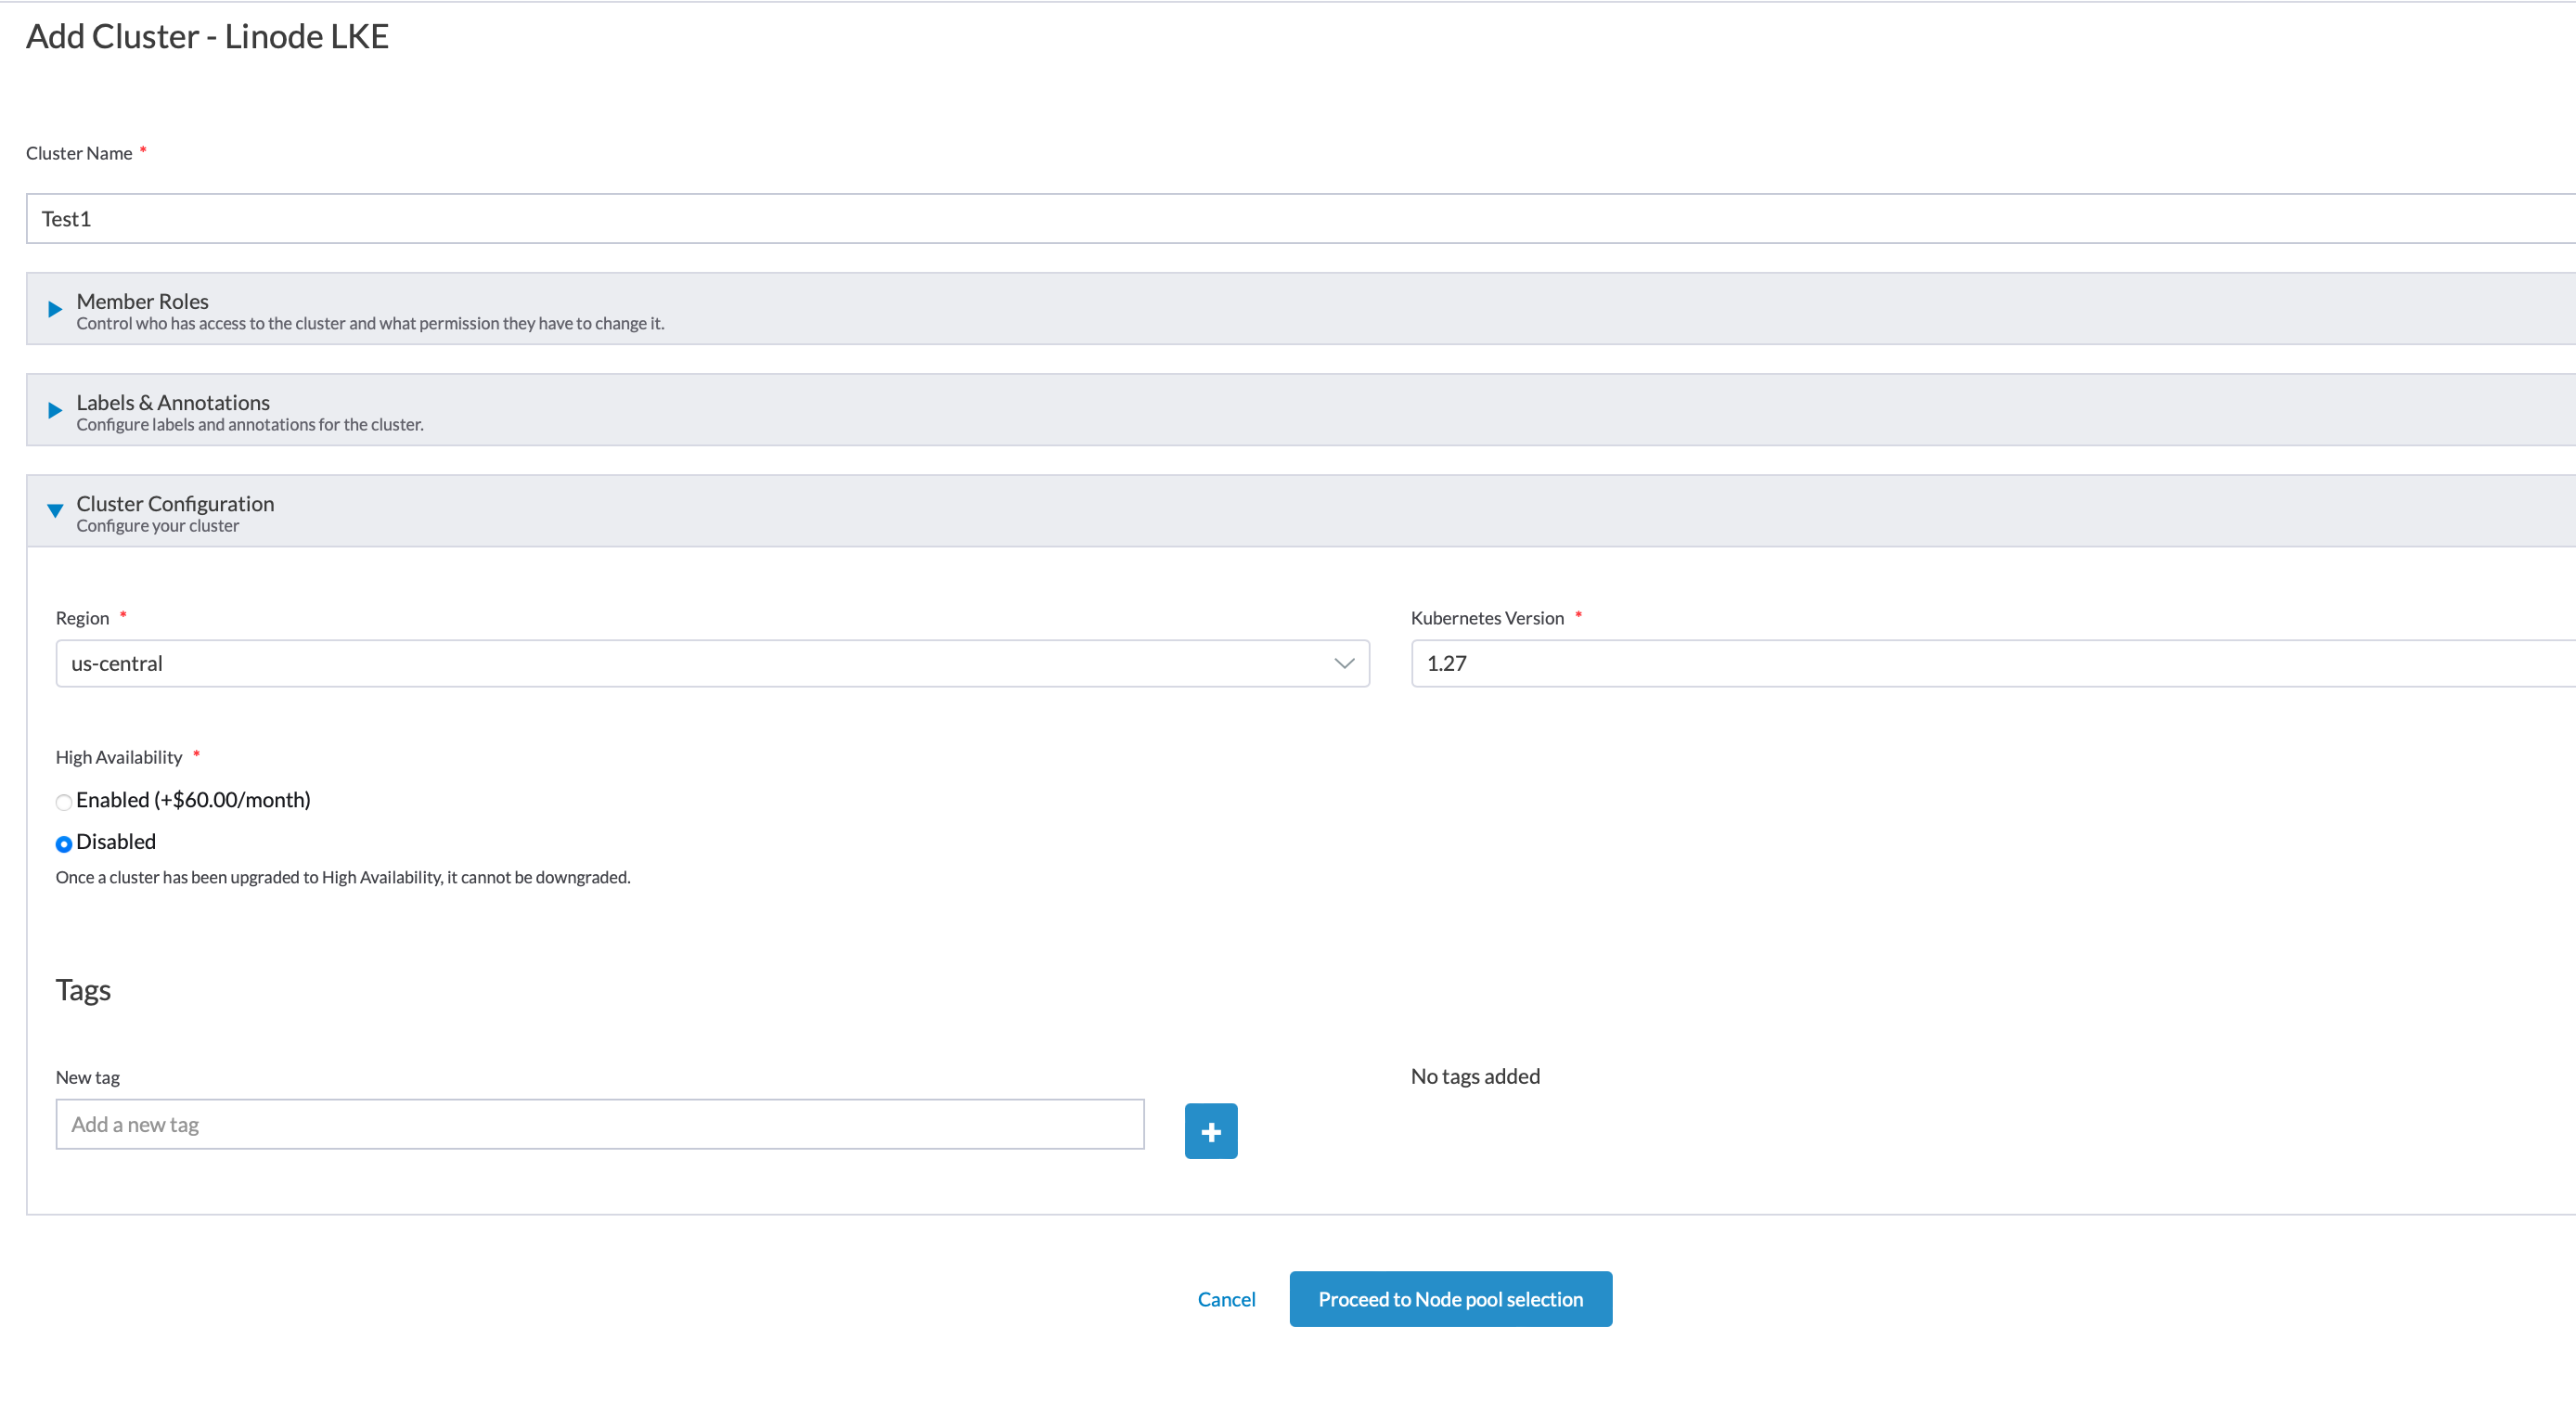 Add Cluster - Linode LKE
Cluster Name *
Test1
Member Roles
Control who has access to the cluster and what permission they have to change it.
Labels & Annotations
Configure labels and annotations for the cluster.
Cluster Configuration
Configure your cluster
Region *
Kubernetes Version *
us-central
1.27
High Availability *
Enabled (+$60.00/month)
Disabled
Once a cluster has been upgraded to High Availability, it cannot be downgraded.
Tags
New tag
No tags added
Add a new tag
Cancel
Proceed to Node pool selection